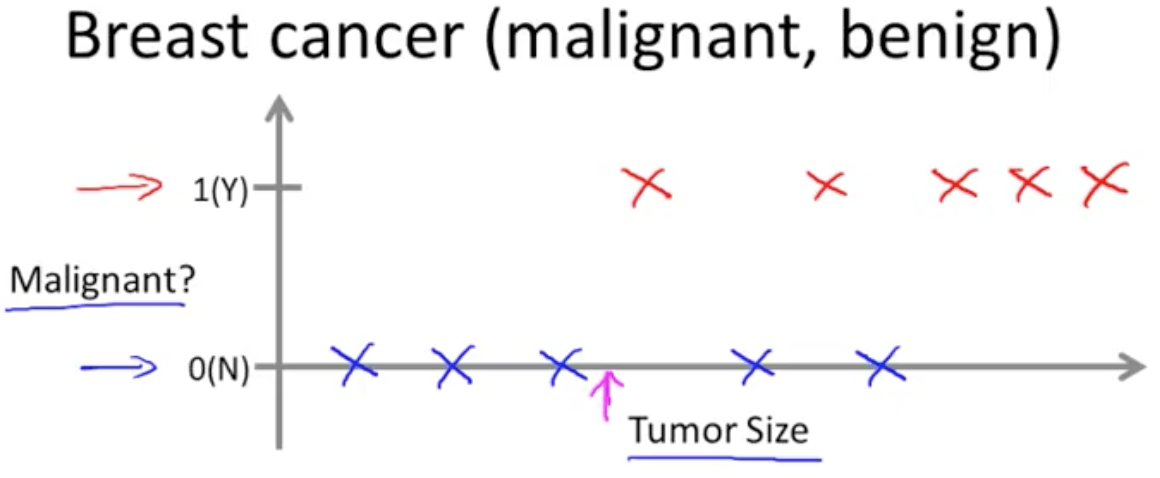 Breast cancer (malignant, benign)
1(Y)
Malignant?
0(N)
Tumor Size